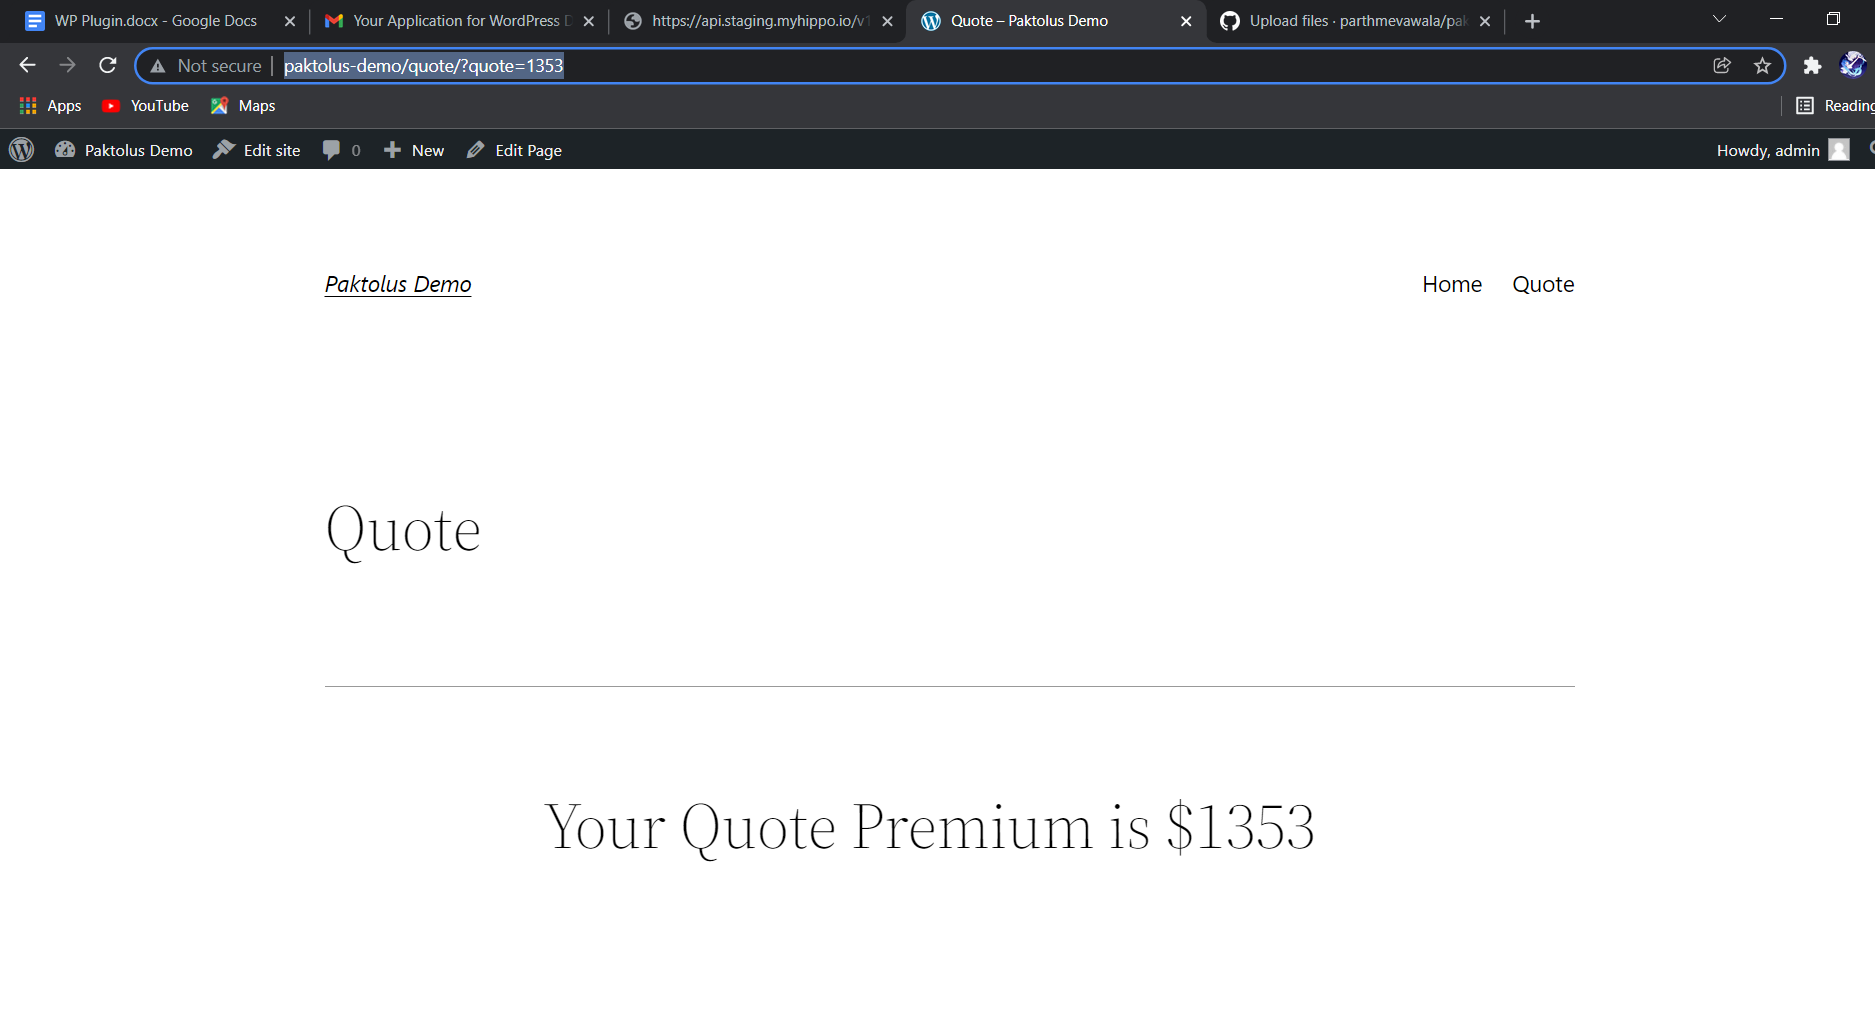 WP Plugin.docx - Google Docs
Your Application for WordPress D
https://api.staging.myhippo.io/v1
Quote – Paktolus Demo
Upload files · parthmevawala/pak
Not secure
paktolus-demo/quote/?quote=1353
Apps
YouTube
Maps
Reading
Paktolus Demo
Edit site
0
New
Edit Page
Howdy, admin
Paktolus Demo
Home
Quote
Quote
Your Quote Premium is $1353